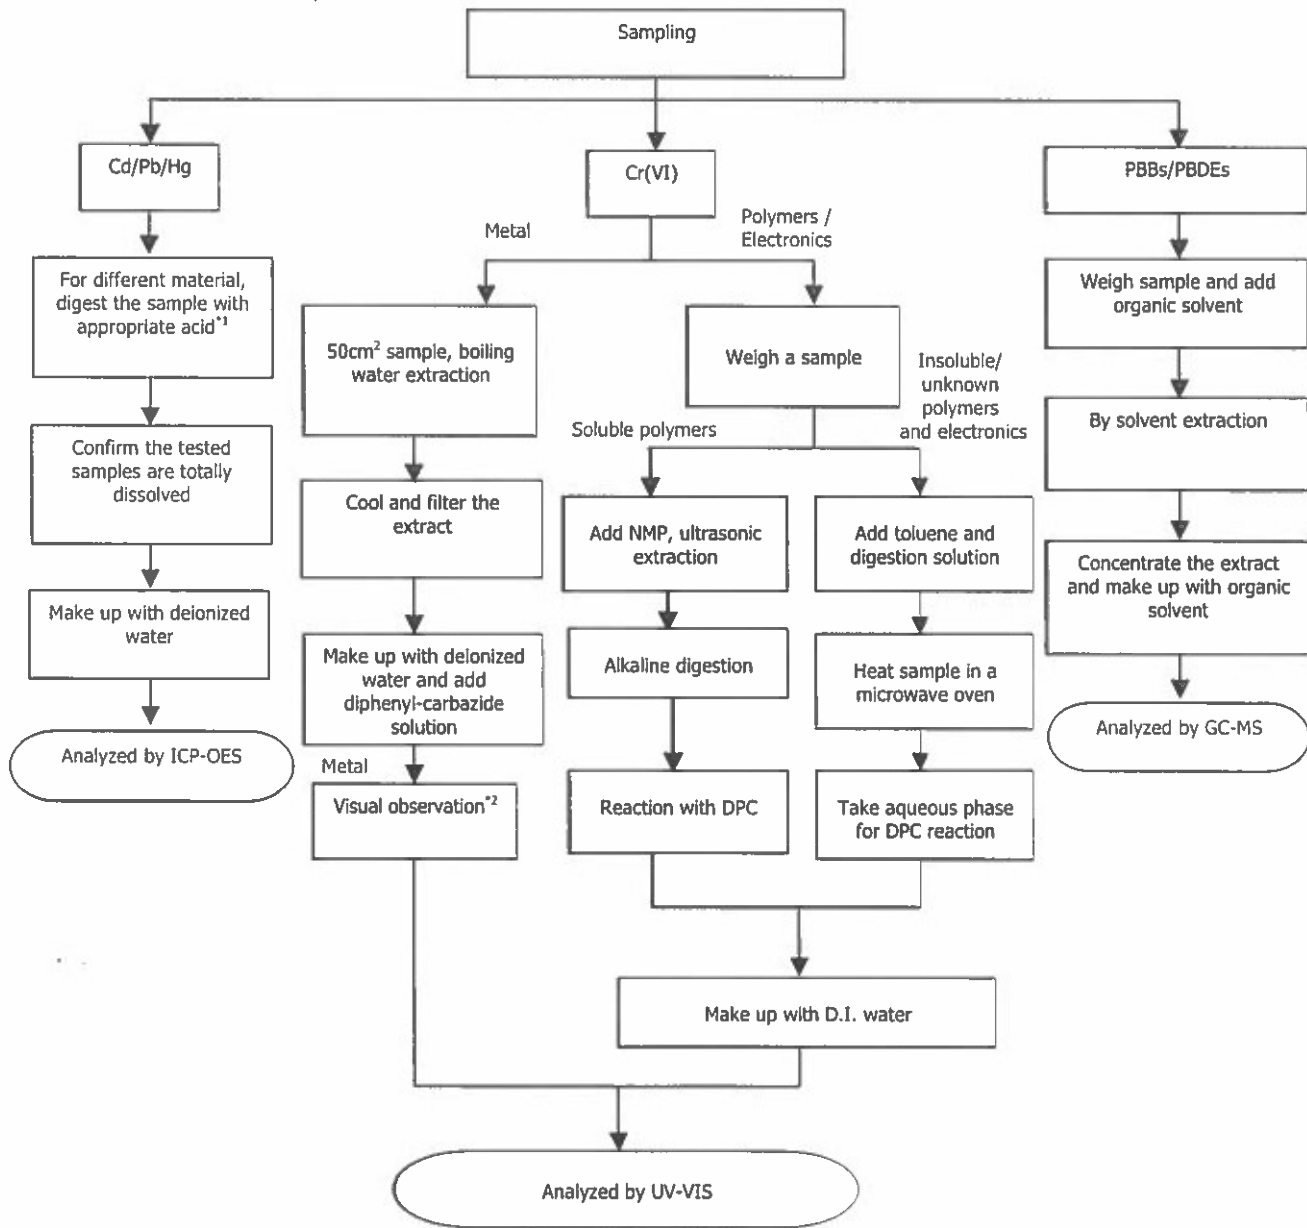 Sampling
Cd/Pb/Hg
Cr(VI)
PBBs/PBDEs
Metal
Polymers /
Electronics
For different material,
digest the sample with
appropriate acid*1
Weigh sample and add
organic solvent
50cm² sample, boiling
water extraction
Weigh a sample
Insoluble/
unknown
polymers
and electronics
Soluble polymers
By solvent extraction
Confirm the tested
samples are totally
dissolved
Cool and filter the
extract
Add NMP, ultrasonic
extraction
Add toluene and
digestion solution
Concentrate the extract
and make up with organic
solvent
Make up with deionized
water
Make up with deionized
water and add
diphenyl-carbazide
solution
Alkaline digestion
Heat sample in a
microwave oven
Analyzed by ICP-OES
Analyzed by GC-MS
Metal
Visual observation*2
Reaction with DPC
Take aqueous phase
for DPC reaction
Make up with D.I. water
Analyzed by UV-VIS